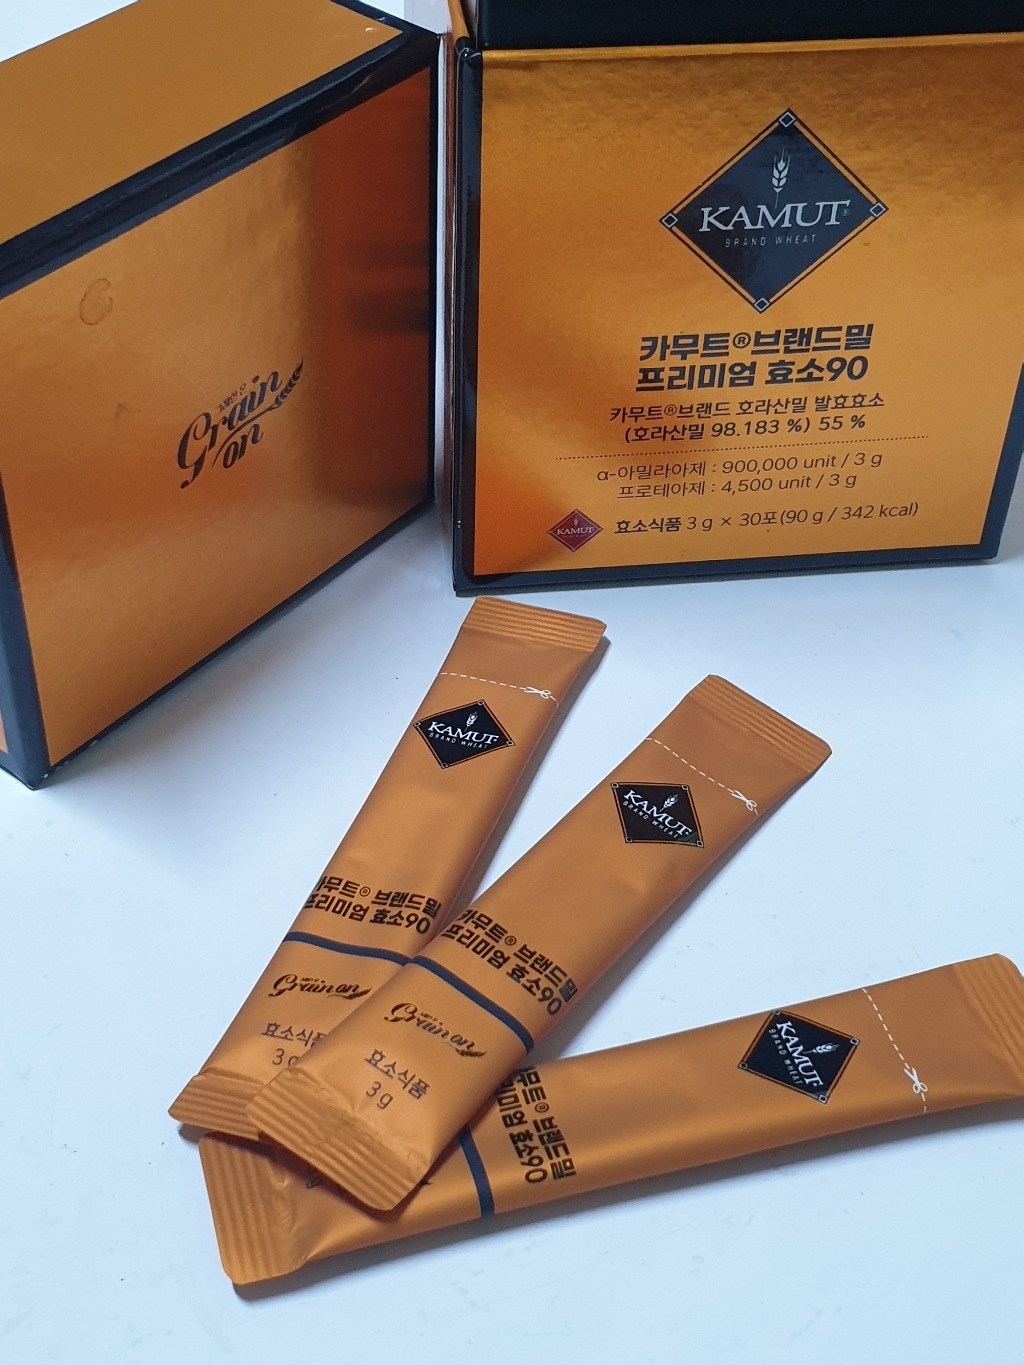 그레인온
Grain
on
KAMUT®
BRAND WHEAT
카무트®브랜드밀
프리미엄 효소90
카무트®브랜드 호라산밀 발효효소
(호라산밀 98.183 %) 55 %
α-아밀라아제 : 900,000 unit / 3 g
프로테아제 : 4,500 unit / 3 g
KAMUT
효소식품 3 g × 30포(90 g / 342 kcal)
KAMUT
BRAND WHEAT
카무트® 브랜드밀
프리미엄 효소90
Grain on
효소식품
3 g
KAMUT
BRAND WHEAT
카무트® 브랜드밀
프리미엄 효소90
Grain on
효소식품
3 g
KAMUT
BRAND WHEAT
무트® 브랜드밀
리미엄 효소90